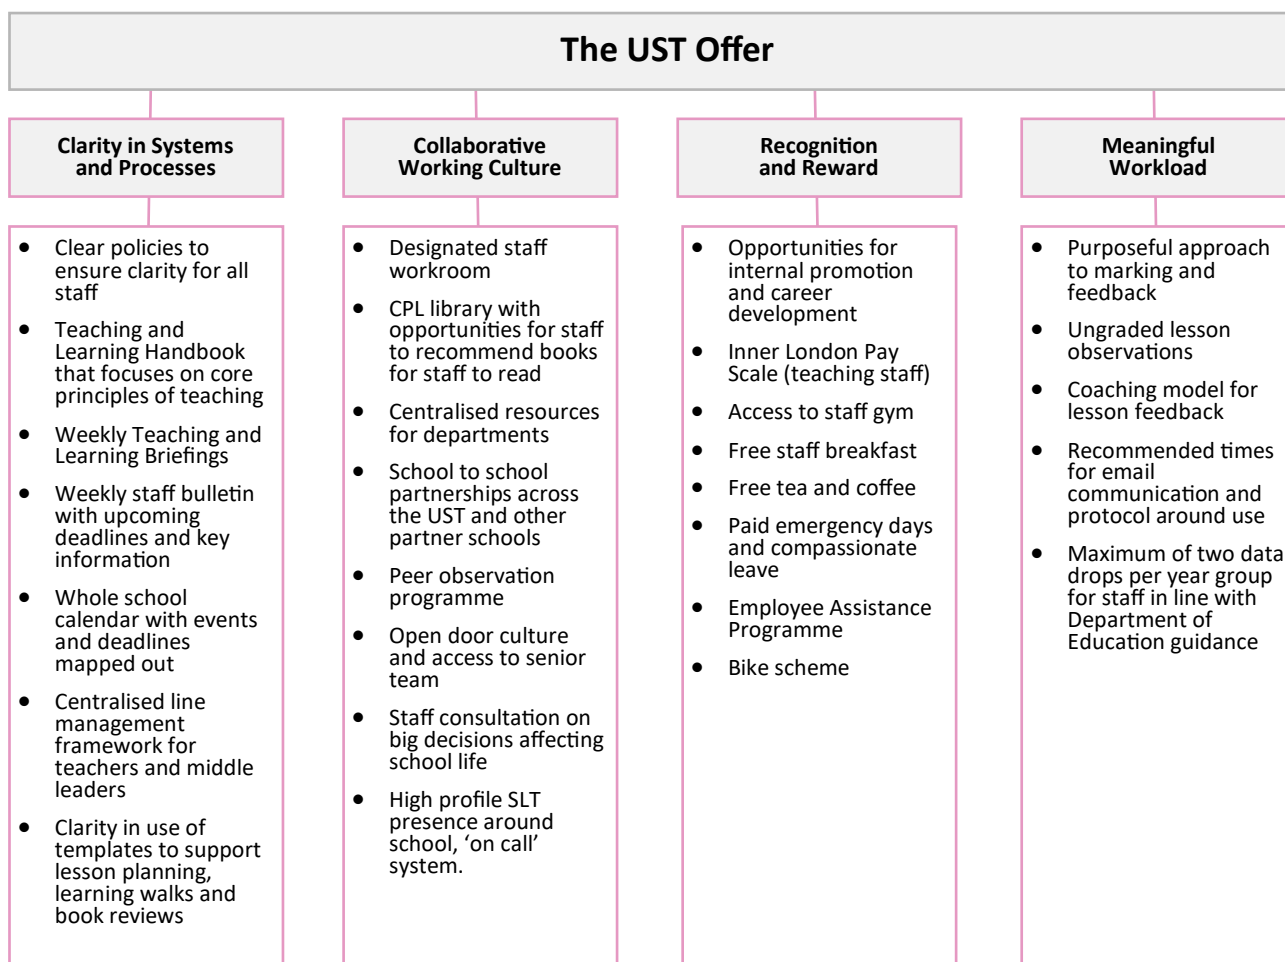 The UST Offer
Clarity in Systems
and Processes
• Clear policies to
ensure clarity for all
staff
• Teaching and
Learning Handbook
that focuses on core
principles of teaching
• Weekly Teaching and
Learning Briefings
• Weekly staff bulletin
with upcoming
deadlines and key
information
• Whole school
calendar with events
and deadlines
mapped out
• Centralised line
management
framework for
teachers and middle
leaders
• Clarity in use of
templates to support
lesson planning,
learning walks and
book reviews
Collaborative
Working Culture
• Designated staff
workroom
• CPL library with
opportunities for staff
to recommend books
for staff to read
• Centralised resources
for departments
• School to school
partnerships across
the UST and other
partner schools
• Peer observation
programme
• Open door culture
and access to senior
team
• Staff consultation on
big decisions affecting
school life
• High profile SLT
presence around
school, ‘on call’
system.
Recognition
and Reward
• Opportunities for
internal promotion
and career
development
• Inner London Pay
Scale (teaching staff)
• Access to staff gym
• Free staff breakfast
• Free tea and coffee
• Paid emergency days
and compassionate
leave
• Employee Assistance
Programme
• Bike scheme
Meaningful
Workload
• Purposeful approach
to marking and
feedback
• Ungraded lesson
observations
• Coaching model for
lesson feedback
• Recommended times
for email
communication and
protocol around use
• Maximum of two data
drops per year group
for staff in line with
Department of
Education guidance